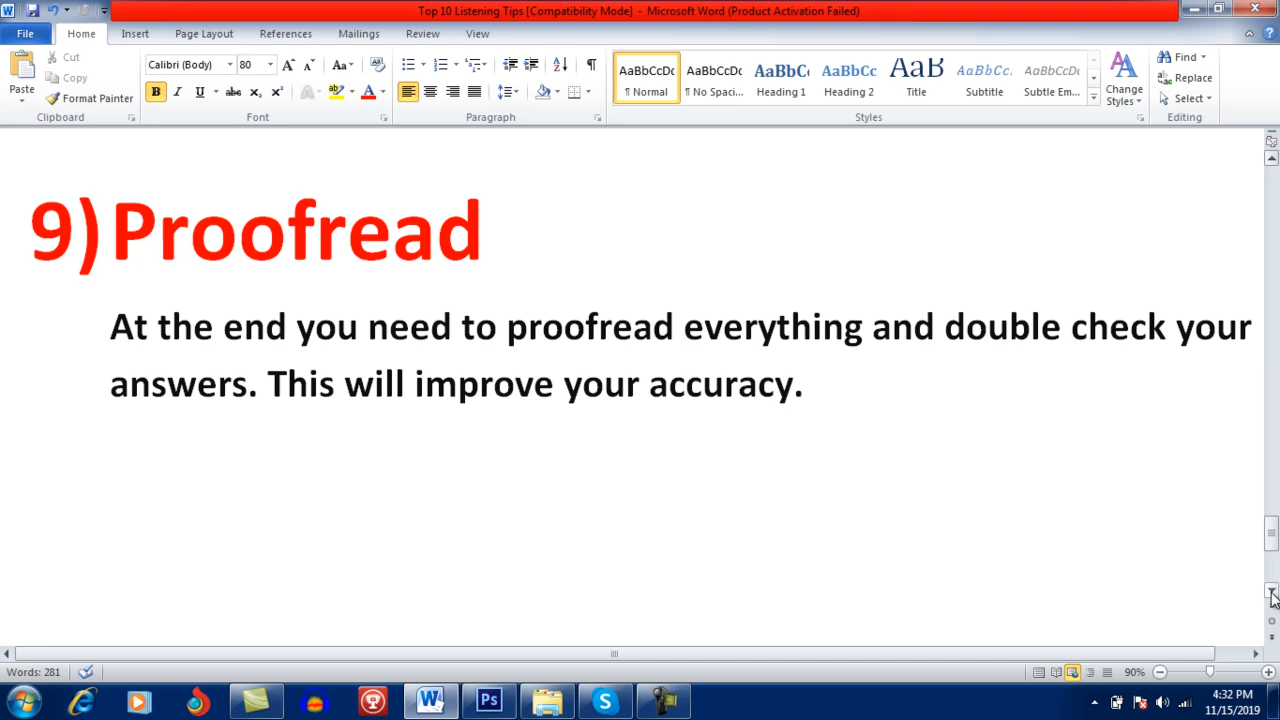 Top 10 Listening Tips [Compatibility Mode] - Microsoft Word (Product Activation Failed)
File Home Insert Page Layout References Mailings Review View
Paste
Cut
Copy
Format Painter
Clipboard
Calibri (Body) 80
Font
Paragraph
AaBbCcDc AaBbCcDc AaBbCc AaBbCc AaB AaBbCc. AaBbCcDc
¶ Normal ¶ No Spaci... Heading 1 Heading 2 Title Subtitle Subtle Em...
Styles
Change
Styles
Find
Replace
Select
Editing
9) Proofread
At the end you need to proofread everything and double check your
answers. This will improve your accuracy.
Words: 281
90%
4:32 PM
11/15/2019